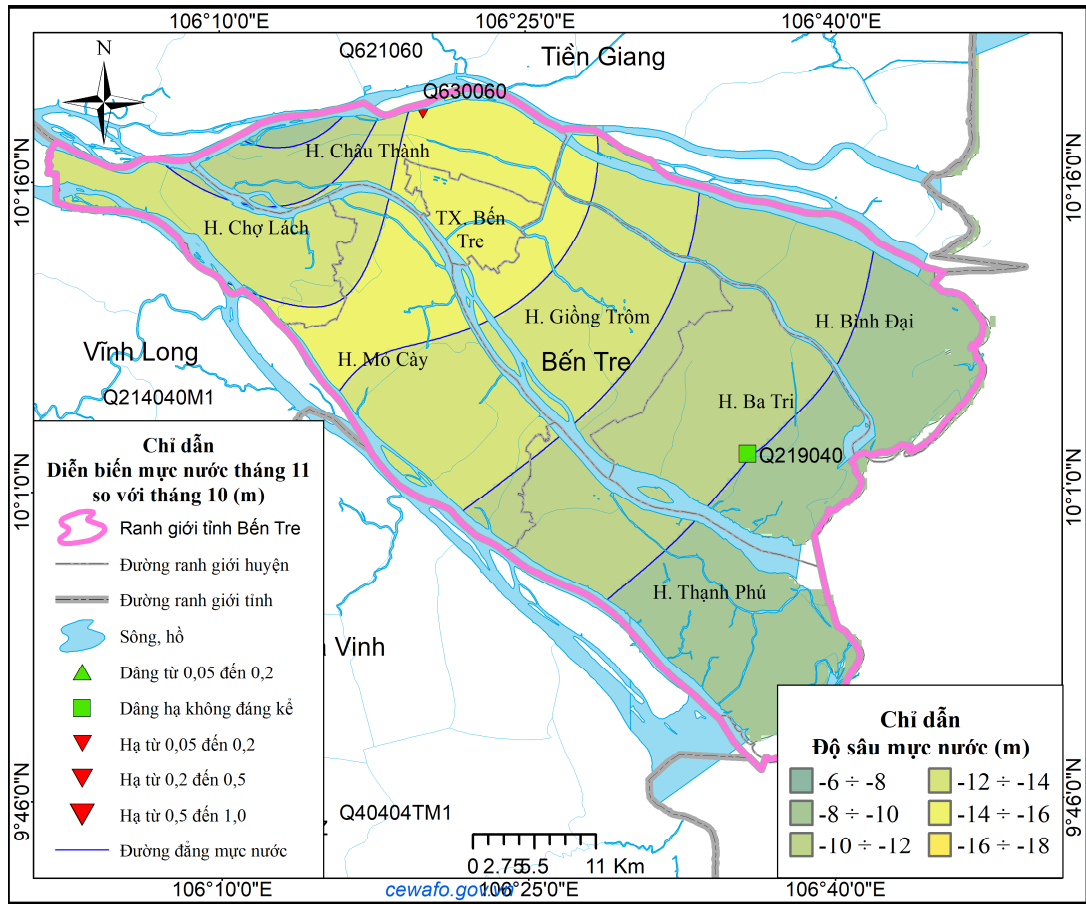 106°10'0"E 106°25'0"E 106°40'0"E
N
Q621060
Tiền Giang
Q630060
H. Châu Thành
10°16'0"N
10°16'0"N
H. Chợ Lách
TX. Bến
Tre
H. Giồng Trôm
H. Bình Đại
Vĩnh Long
H. Mỏ Cày
Bến Tre
Q214040M1
H. Ba Tri
Q219040
10°1'0"N
10°1'0"N
H. Thạnh Phú
Vinh
Q40404TM1
9°46'0"N
9°46'0"N
Chỉ dẫn
Diễn biến mực nước tháng 11
so với tháng 10 (m)
Ranh giới tỉnh Bến Tre
Đường ranh giới huyện
Đường ranh giới tỉnh
Sông, hồ
Dâng từ 0,05 đến 0,2
Dâng hạ không đáng kể
Hạ từ 0,05 đến 0,2
Hạ từ 0,2 đến 0,5
Hạ từ 0,5 đến 1,0
Đường đẳng mực nước
0 2.75 5.5 11 Km
Chỉ dẫn
Độ sâu mực nước (m)
-6 ÷ -8
-8 ÷ -10
-10 ÷ -12
-12 ÷ -14
-14 ÷ -16
-16 ÷ -18
106°10'0"E 106°25'0"E 106°40'0"E
cewafo.gov.vn